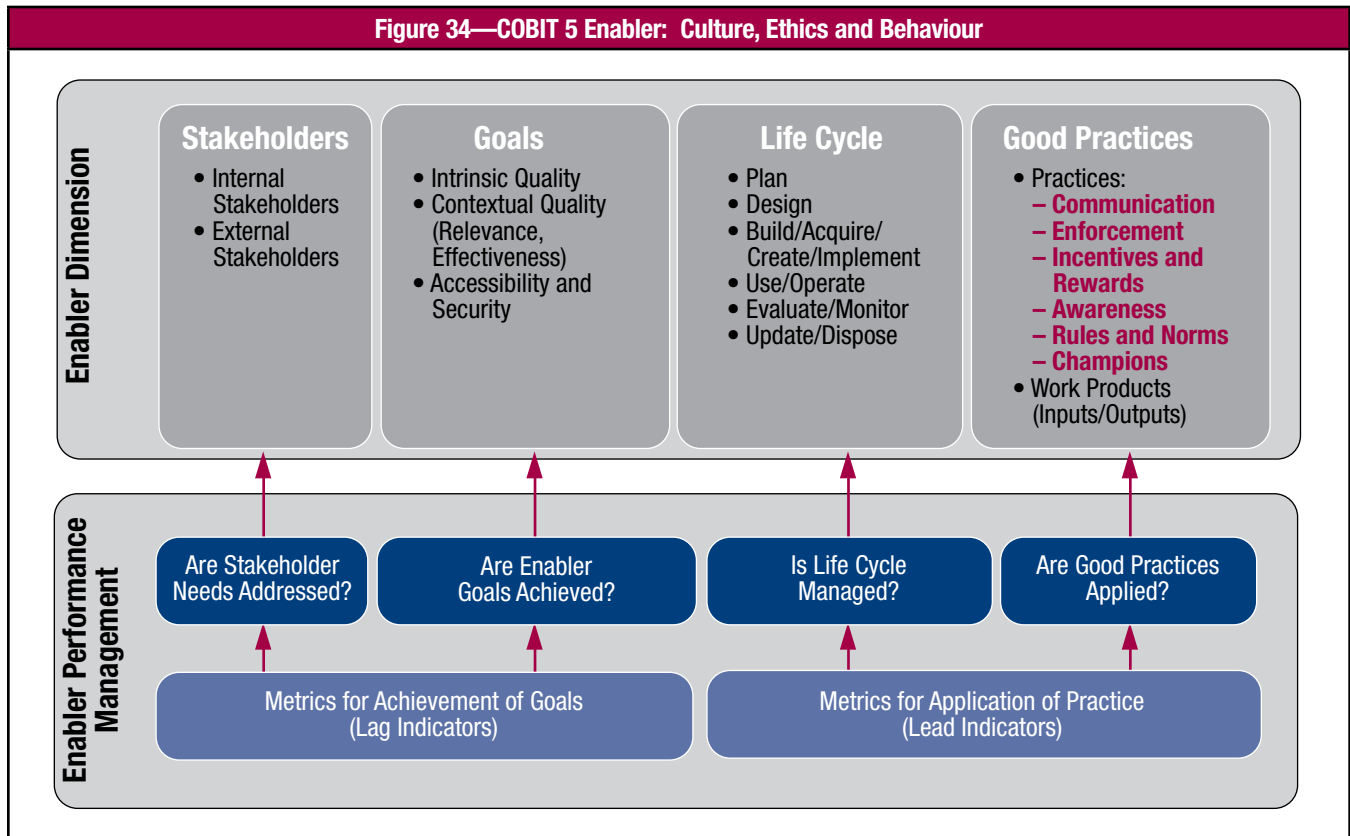 Figure 34—COBIT 5 Enabler: Culture, Ethics and Behaviour
Enabler Dimension
Stakeholders
• Internal
Stakeholders
• External
Stakeholders
Goals
• Intrinsic Quality
• Contextual Quality
(Relevance,
Effectiveness)
• Accessibility and
Security
Life Cycle
• Plan
• Design
• Build/Acquire/
Create/Implement
• Use/Operate
• Evaluate/Monitor
• Update/Dispose
Good Practices
• Practices:
– Communication
– Enforcement
– Incentives and
Rewards
– Awareness
– Rules and Norms
– Champions
• Work Products
(Inputs/Outputs)
Enabler Performance
Management
Are Stakeholder
Needs Addressed?
Are Enabler
Goals Achieved?
Is Life Cycle
Managed?
Are Good Practices
Applied?
Metrics for Achievement of Goals
(Lag Indicators)
Metrics for Application of Practice
(Lead Indicators)